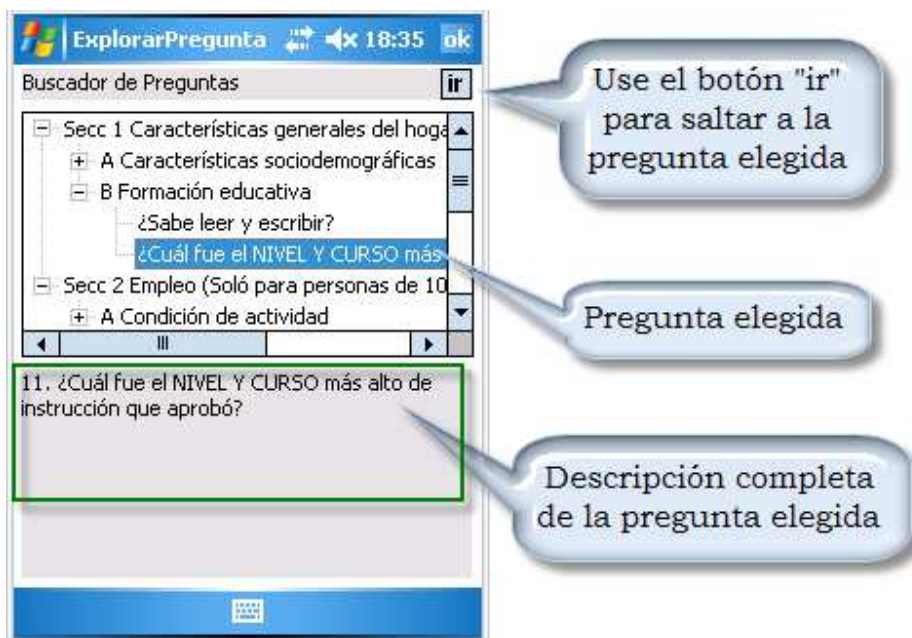 ExplorarPregunta 18:35 ok
Buscador de Preguntas ir
Secc 1 Características generales del hoga
A Características sociodemográficas
B Formación educativa
¿Sabe leer y escribir?
¿Cuál fue el NIVEL Y CURSO más
Secc 2 Empleo (Soló para personas de 10
A Condición de actividad
11. ¿Cuál fue el NIVEL Y CURSO más alto de
instrucción que aprobó?
Use el botón "ir"
para saltar a la
pregunta elegida
Pregunta elegida
Descripción completa
de la pregunta elegida